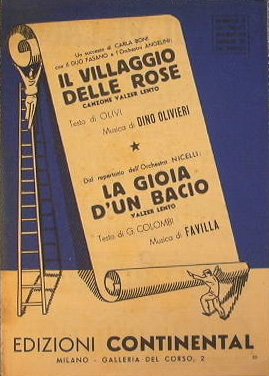 Un successo di CARLA BONI
con il DUO FASANO e l'Orchestra ANGELINI:
IL VILLAGGIO
DELLE ROSE
CANZONE VALZER LENTO
Testo di OLIVI
Musica di DINO OLIVIERI
Dal repertorio dell'Orchestra NICELLI:
LA GIOIA
D'UN BACIO
VALZER LENTO
Testo di G. COLOMBI
Musica di FAVILLA
EDIZIONI CONTINENTAL
MILANO - GALLERIA DEL CORSO, 2